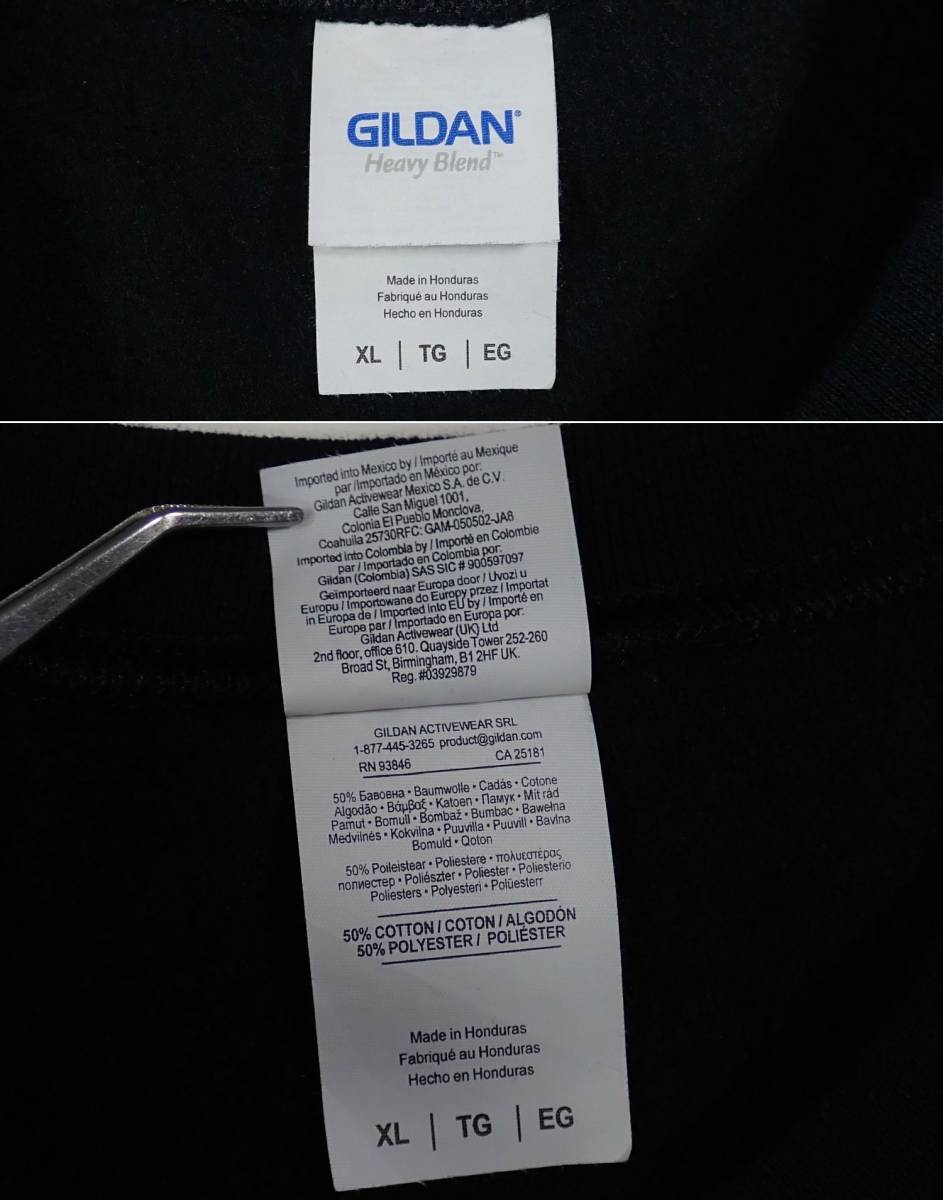 GILDAN®
Heavy Blend™
Made in Honduras
Fabriqué au Honduras
Hecho en Honduras
XL | TG | EG
Imported into Mexico by / Importé au Mexique
par /Importado en México por:
Gildan Activewear Mexico S.A. de C.V.
Calle San Miguel 1001,
Colonia El Pueblo Monclova,
Coahuila 25730RFC: GAM-050502-JA8
Imported into Colombia by / Importé en Colombie
par / Importado en Colombia por:
Gildan (Colombia) SAS SIC # 900597097
Geïmporteerd naar Europa door / Uvozi u
Europu / Importowane do Europy przez / Importat
in Europa de / Imported into EU by / Importé en
Europe par / Importado en Europa por:
Gildan Activewear (UK) Ltd
2nd floor, office 610. Quayside Tower 252-260
Broad St, Birmingham, B1 2HF UK.
Reg. #03929879
GILDAN ACTIVEWEAR SRL
1-877-445-3265 product@gildan.com
RN 93846 CA 25181
50% Бавовна • Baumwolle • Cadás • Cotone
Algodão • Βάμβαξ • Katoen • Памук • Mit rád
Pamut • Bomull • Bombaž • Bumbac • Bawełna
Medvilnės • Kokvilna • Puuvilla • Puuvill • Bavlna
Bomuld • Qoton
50% Poileistear • Poliestere • πολυεστέρας
полиестер • Poliészter • Poliester • Poliesterio
Poliesters • Polyesteri • Polüesterr
50% COTTON / COTON / ALGODÓN
50% POLYESTER / POLIÉSTER
Made in Honduras
Fabriqué au Honduras
Hecho en Honduras
XL | TG | EG